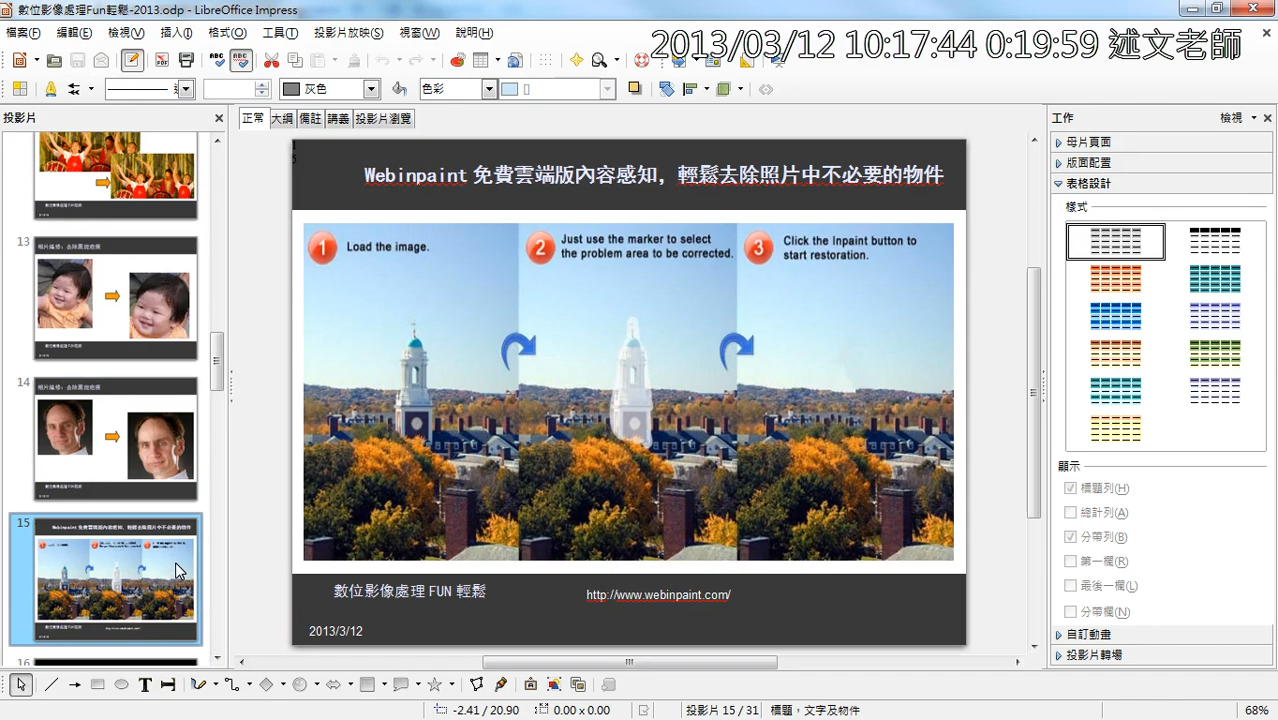 數位影像處理Fun輕鬆-2013.odp - LibreOffice Impress
檔案(F) 編輯(E) 檢視(V) 插入(I) 格式(O) 工具(T) 投影片放映(S) 視窗(W) 說明(H)
2013/03/12 10:17:44 0:19:59 述文老師
灰色
色彩
投影片
正常 大綱 備註 講義 投影片瀏覽
工作
檢視
13
14
15
16
Webinpaint 免費雲端版內容感知，輕鬆去除照片中不必要的物件
1 Load the image.
2 Just use the marker to select
the problem area to be corrected.
3 Click the Inpaint button to
start restoration.
數位影像處理 FUN 輕鬆
http://www.webinpaint.com/
2013/3/12
母片頁面
版面配置
表格設計
樣式
顯示
標題列(H)
總計列(A)
分帶列(B)
第一欄(R)
最後一欄(L)
分帶欄(N)
自訂動畫
投影片轉場
-2.41 / 20.90
0.00 x 0.00
投影片 15 / 31
標題，文字及物件
68%